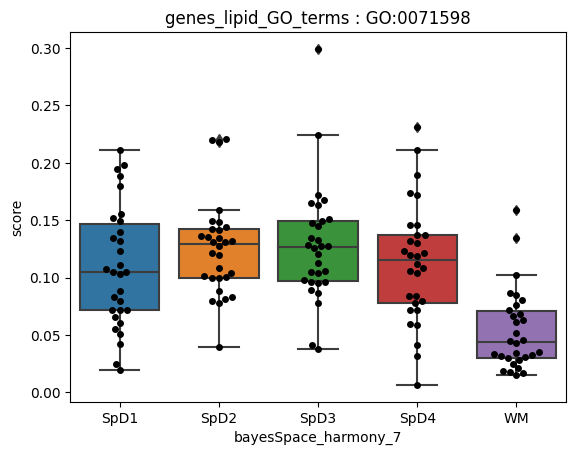 genes_lipid_GO_terms : GO:0071598
score
0.30
0.25
0.20
0.15
0.10
0.05
0.00
SpD1 SpD2 SpD3 SpD4 WM
bayesSpace_harmony_7